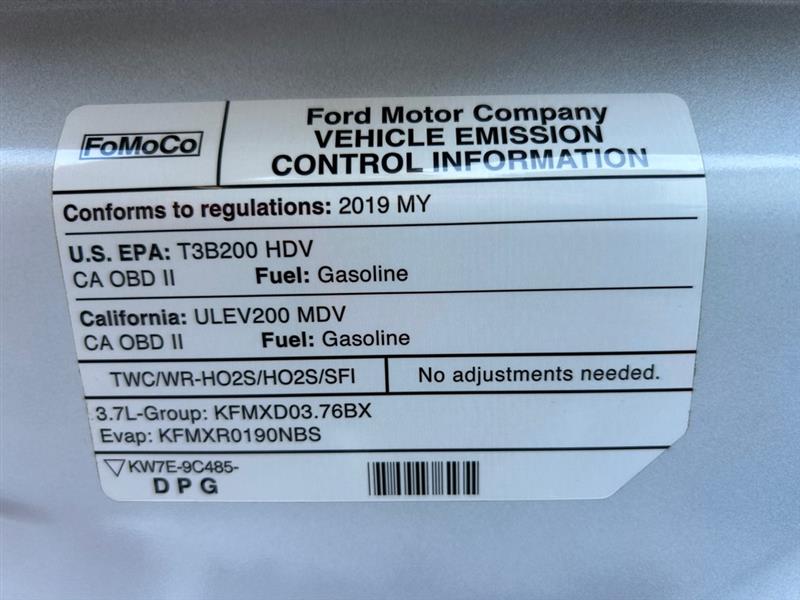 FoMoCo
Ford Motor Company
VEHICLE EMISSION
CONTROL INFORMATION
Conforms to regulations: 2019 MY
U.S. EPA: T3B200 HDV
CA OBD II Fuel: Gasoline
California: ULEV200 MDV
CA OBD II Fuel: Gasoline
TWC/WR-HO2S/HO2S/SFI
No adjustments needed.
3.7L-Group: KFMXD03.76BX
Evap: KFMXR0190NBS
KW7E-9C485-
D P G